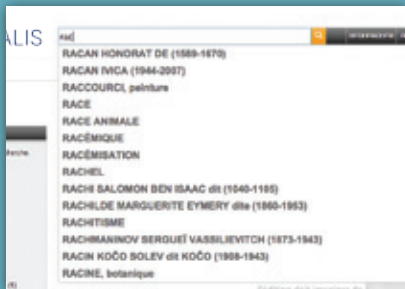 ALIS
rac
RACAN HONORAT DE (1589-1670)
RACAN IVICA (1944-2007)
RACCOURCI, peinture
RACE
RACE ANIMALE
RACÉMIQUE
RACÉMISATION
RACHEL
RACHI SALOMON BEN ISAAC dit (1040-1105)
RACHILDE MARGUERITE EYMERY dite (1860-1953)
RACHITISME
RACHMANINOV SERGUEÏ VASSILIEVITCH (1873-1943)
RACIN KOČO SOLEV dit KOČO (1908-1943)
RACINE, botanique